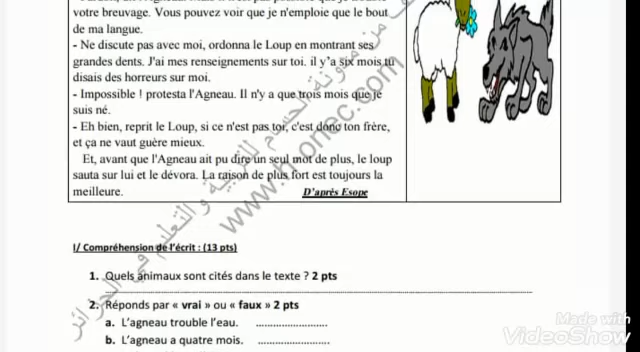 votre breuvage. Vous pouvez voir que je n'emploie que le bout
de ma langue.
- Ne discute pas avec moi, ordonna le Loup en montrant ses
grandes dents. J'ai mes renseignements sur toi. il y'a six mois tu
disais des horreurs sur moi.
- Impossible ! protesta l'Agneau. Il n'y a que trois mois que je
suis né.
- Eh bien, reprit le Loup, si ce n'est pas toi, c'est donc ton frère,
et ça ne vaut guère mieux.
Et, avant que l'Agneau ait pu dire un seul mot de plus, le loup
sauta sur lui et le dévora. La raison de plus fort est toujours la
meilleure.
D'après Esope
www.h-onec.com
I/ Compréhension de l'écrit : (13 pts)
1. Quels animaux sont cités dans le texte ? 2 pts
2. Réponds par « vrai » ou « faux » 2 pts
a. L'agneau trouble l'eau. ........................
b. L'agneau a quatre mois. ........................
Made with
VideoShow